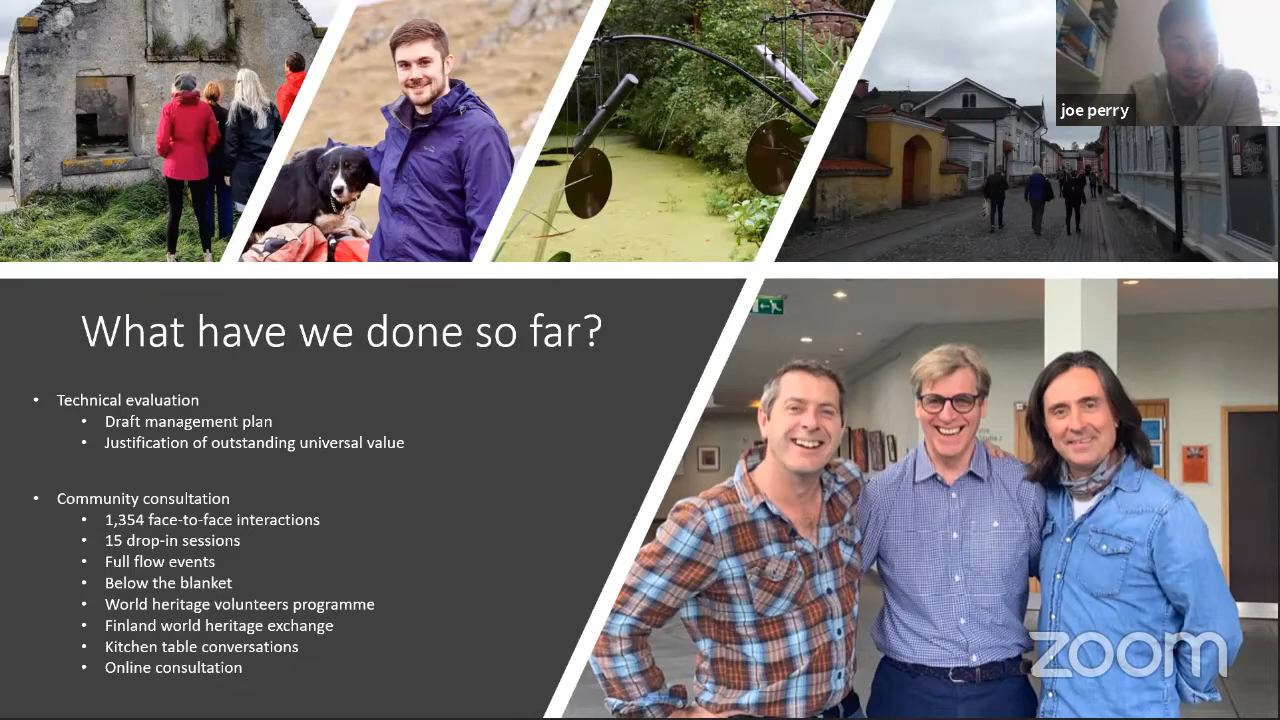 joe perry
What have we done so far?
• Technical evaluation
• Draft management plan
• Justification of outstanding universal value
• Community consultation
• 1,354 face-to-face interactions
• 15 drop-in sessions
• Full flow events
• Below the blanket
• World heritage volunteers programme
• Finland world heritage exchange
• Kitchen table conversations
• Online consultation
zoom